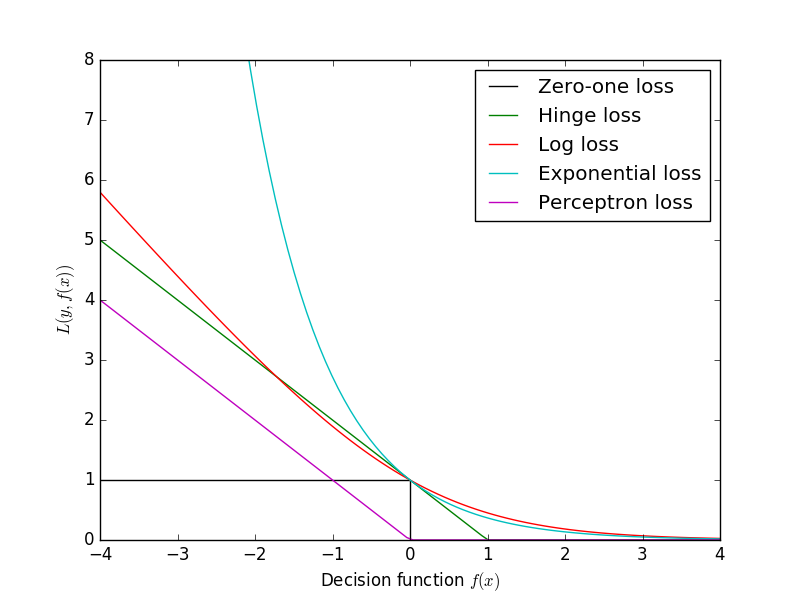 8
7
6
5
4
3
2
1
0
L(y, f(x))
Zero-one loss
Hinge loss
Log loss
Exponential loss
Perceptron loss
−4 −3 −2 −1 0 1 2 3 4
Decision function f(x)